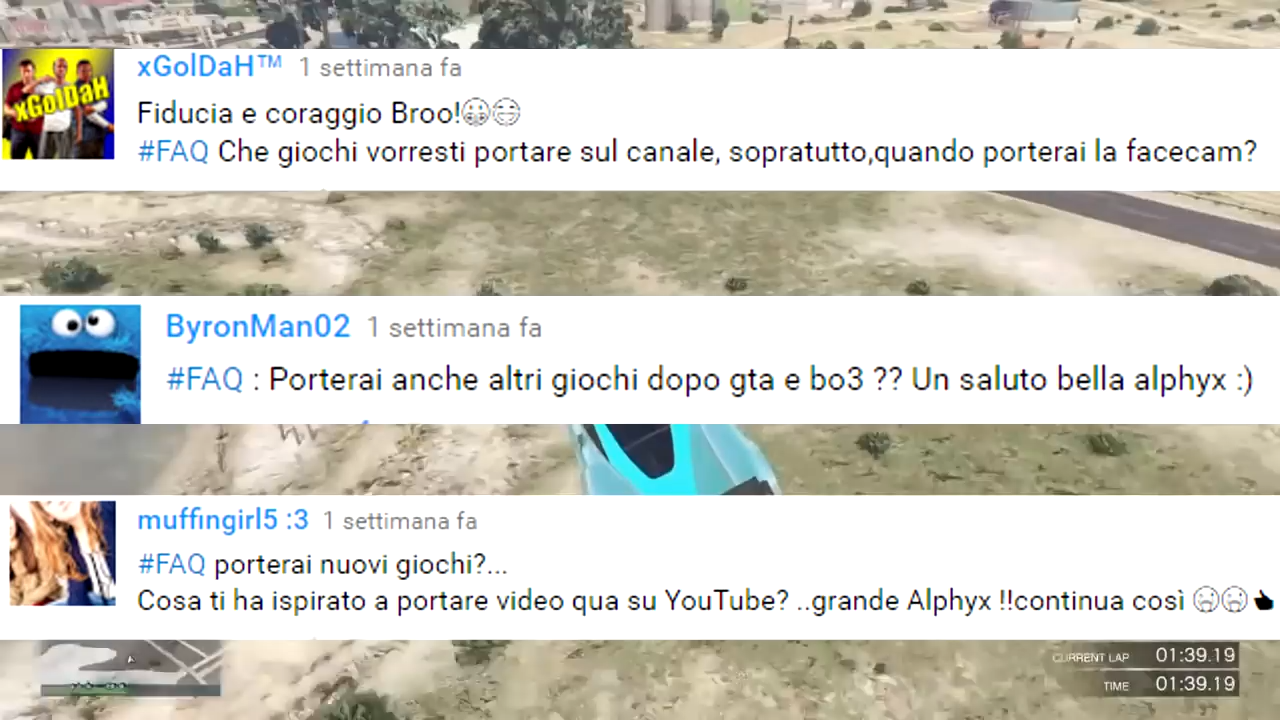 xGolDaH
xGolDaH™ 1 settimana fa
Fiducia e coraggio Broo!😀😄
#FAQ Che giochi vorresti portare sul canale, sopratutto,quando porterai la facecam?
ByronMan02 1 settimana fa
#FAQ : Porterai anche altri giochi dopo gta e bo3 ?? Un saluto bella alphyx :)
muffingirl5 :3 1 settimana fa
#FAQ porterai nuovi giochi?...
Cosa ti ha ispirato a portare video qua su YouTube? ..grande Alphyx !!continua così 😭😭👍
CURRENT LAP 01:39.19
TIME 01:39.19